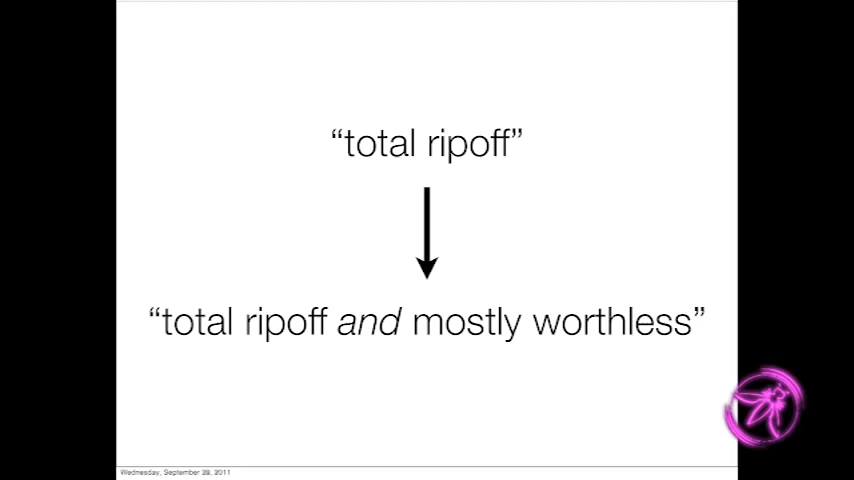 “total ripoff”
“total ripoff and mostly worthless”
Wednesday, September 28, 2011